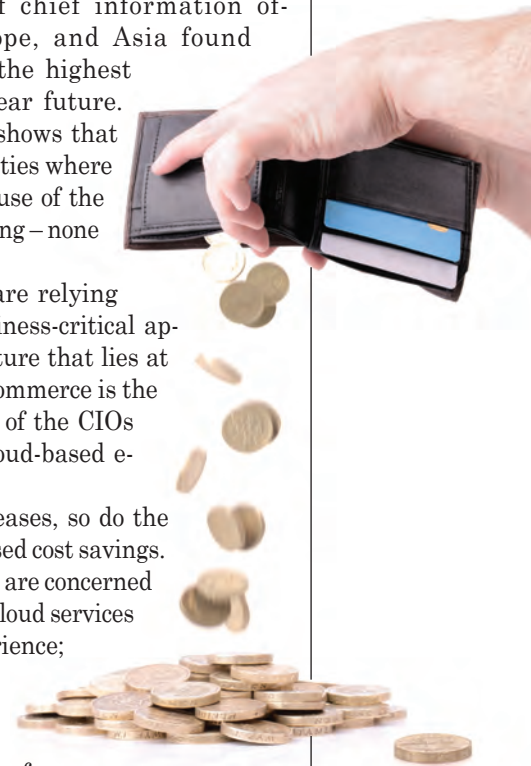 chief information of-
ope, and Asia found
the highest
ear future.
shows that
ties where
use of the
ng – none
are relying
iness-critical ap-
ture that lies at
ommerce is the
of the CIOs
oud-based e-
eases, so do the
sed cost savings.
are concerned
loud services
rience;